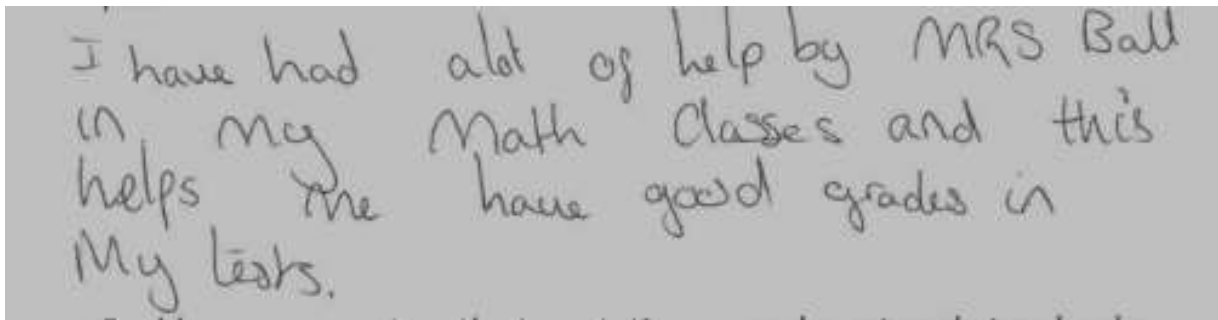 I have had alot of help by MRS Ball
in my Math Classes and this
helps me have good grades in
My tests.